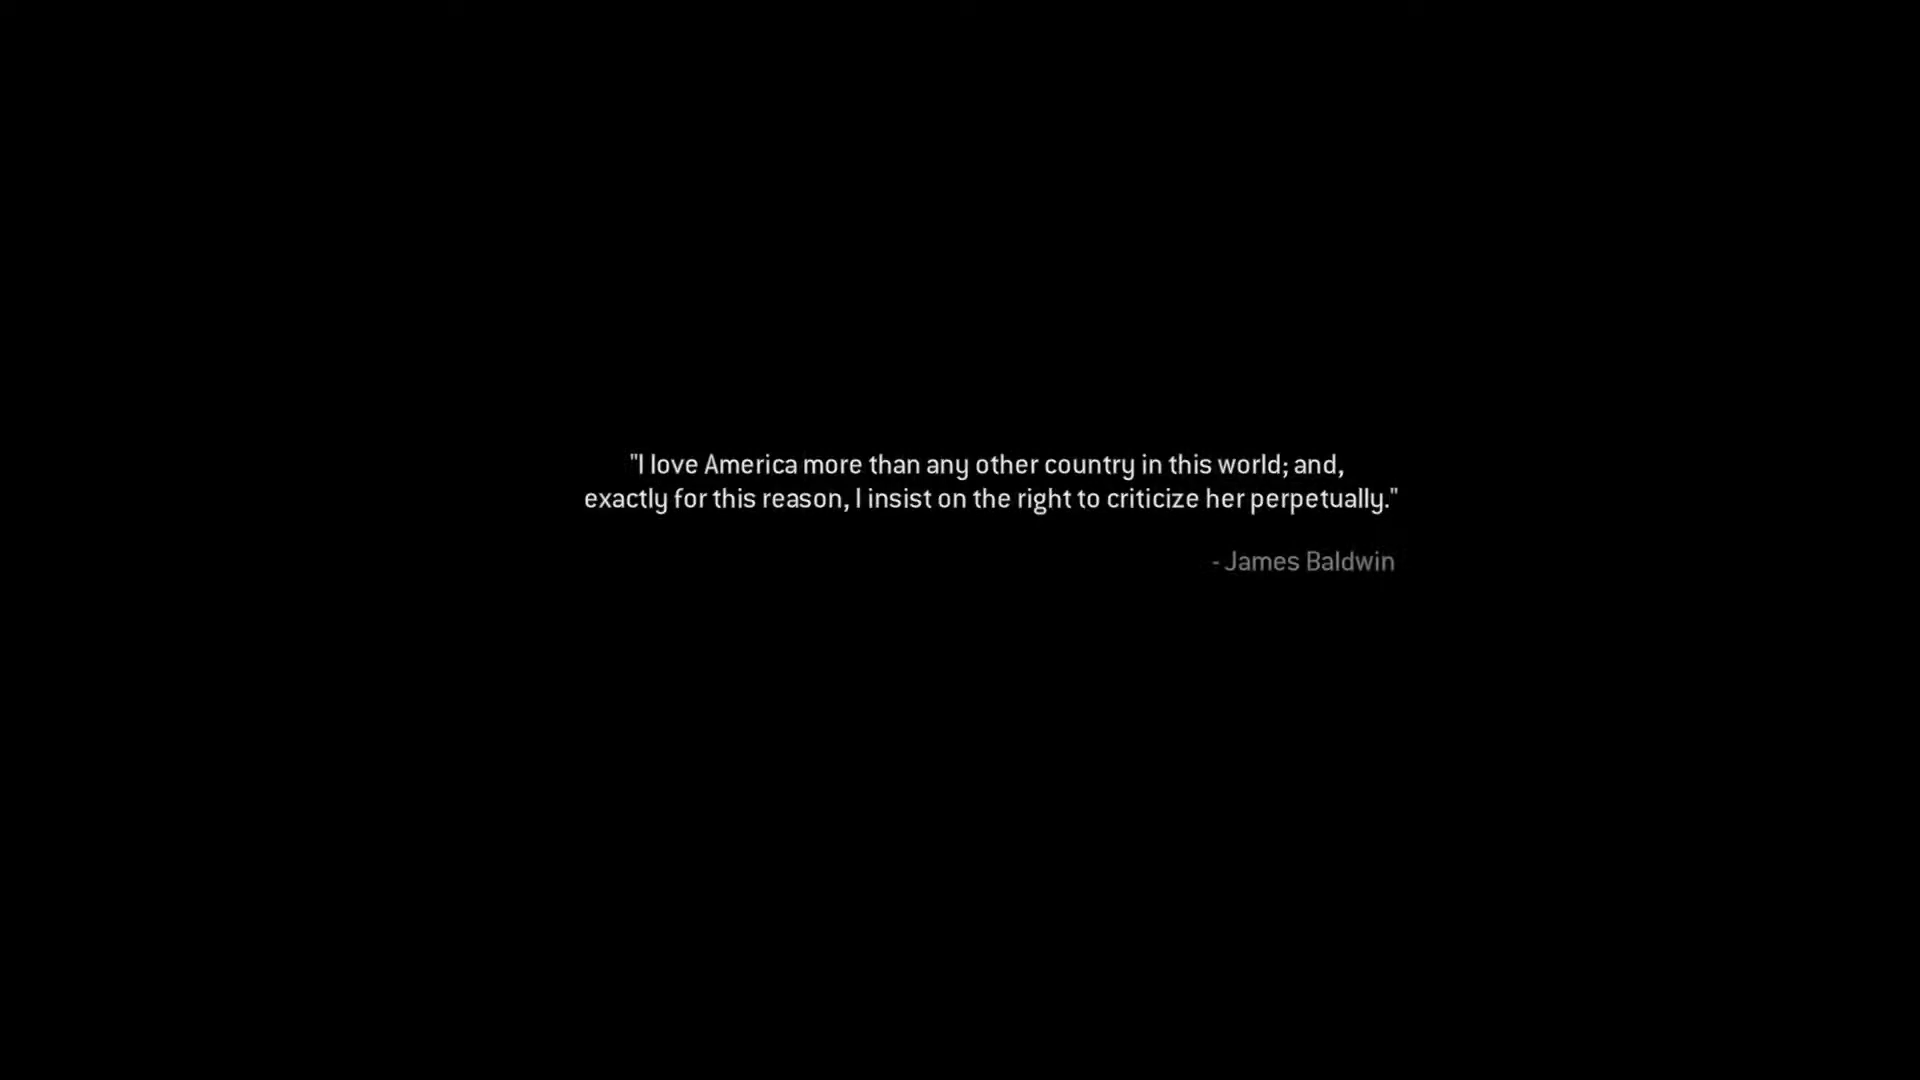 "I love America more than any other country in this world; and,
exactly for this reason, I insist on the right to criticize her perpetually."
- James Baldwin